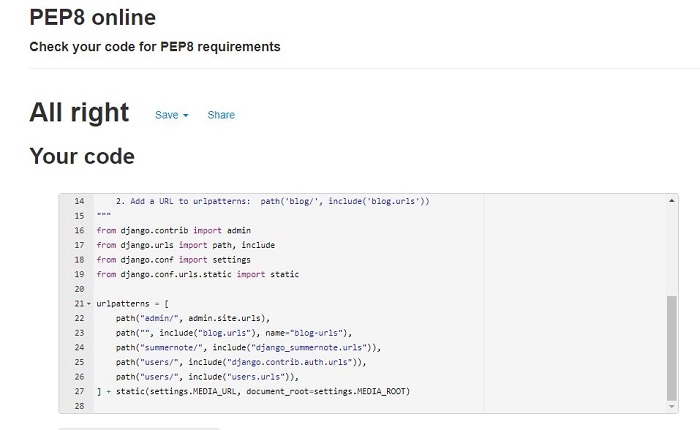 PEP8 online
Check your code for PEP8 requirements
All right Save Share
Your code
14 2. Add a URL to urlpatterns:  path('blog/', include('blog.urls'))
15 """
16 from django.contrib import admin
17 from django.urls import path, include
18 from django.conf import settings
19 from django.conf.urls.static import static
20
21 urlpatterns = [
22     path("admin/", admin.site.urls),
23     path("", include("blog.urls"), name="blog-urls"),
24     path("summernote/", include("django_summernote.urls")),
25     path("users/", include("django.contrib.auth.urls")),
26     path("users/", include("users.urls")),
27 ] + static(settings.MEDIA_URL, document_root=settings.MEDIA_ROOT)
28